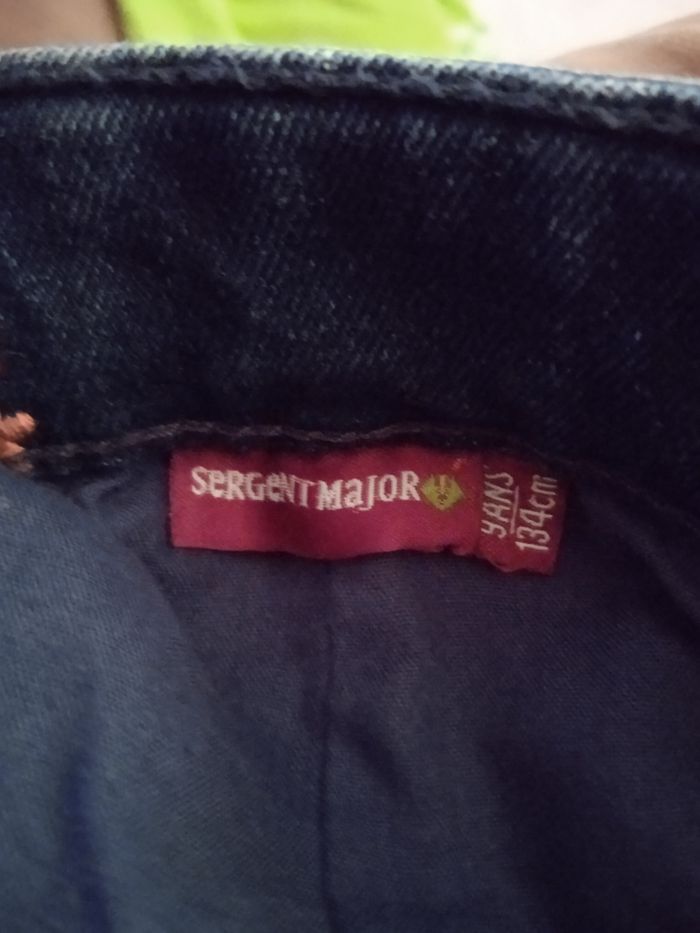 SERGENT MAJOR
9ANS
134cm